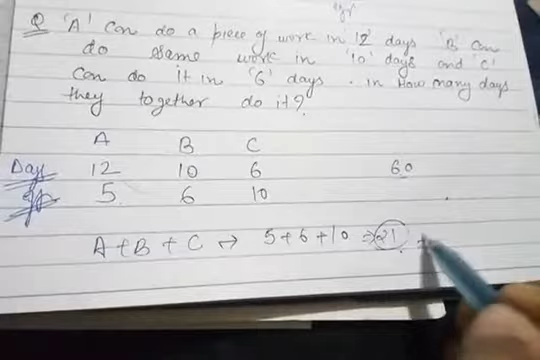 Q 'A' Can do a piece of work in 12 days 'B' can
do same work in '10' days and 'C'
can do it in '6' days. in How many days
they together do it?
A B C
Days 12 10 6 60
5 6 10
A+B+C → 5+6+10 ⇒ 21